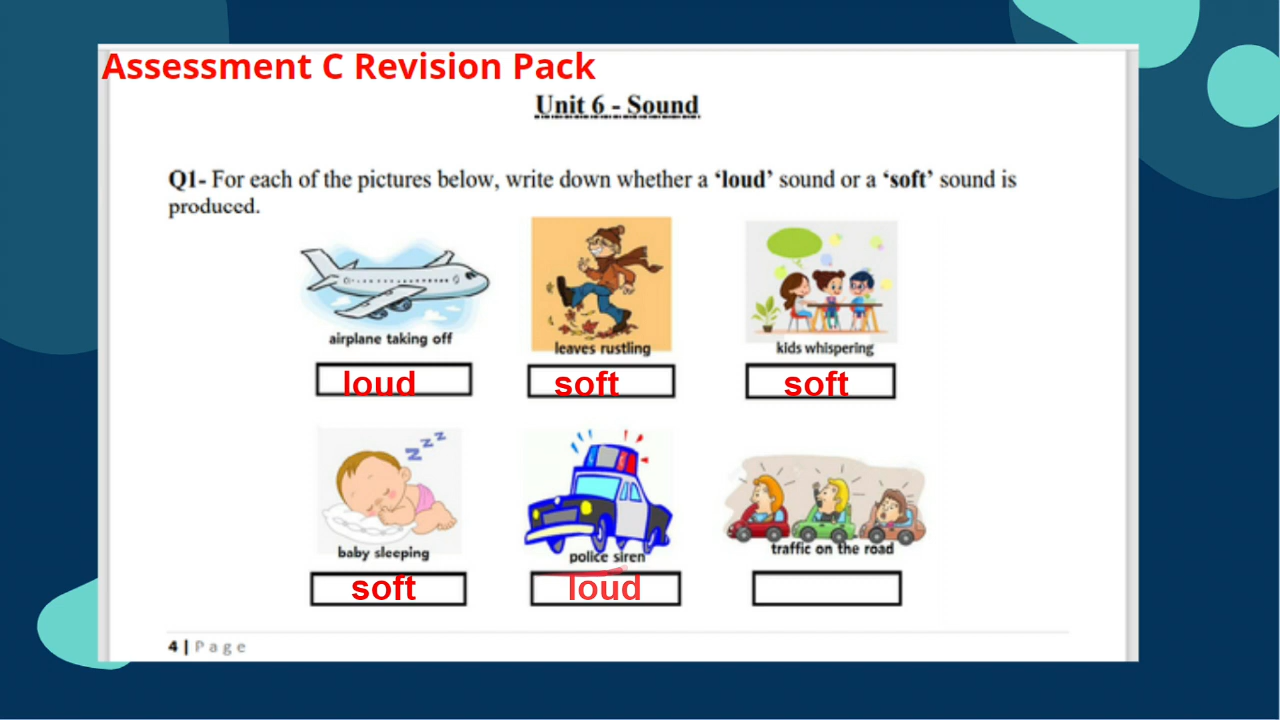 Assessment C Revision Pack
Unit 6 - Sound
Q1- For each of the pictures below, write down whether a ‘loud’ sound or a ‘soft’ sound is
produced.
airplane taking off
leaves rustling
kids whispering
loud
soft
soft
zzz
baby sleeping
police siren
traffic on the road
soft
loud
4 | Page